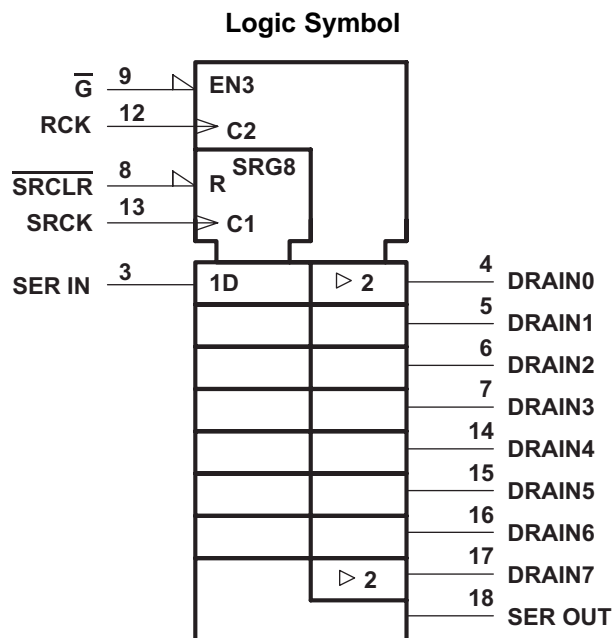 Logic Symbol
G 9 EN3
RCK 12 C2
SRG8
SRCLR 8 R
SRCK 13 C1
SER IN 3 1D 2 4 DRAIN0
5 DRAIN1
6 DRAIN2
7 DRAIN3
14 DRAIN4
15 DRAIN5
16 DRAIN6
2 17 DRAIN7
18 SER OUT